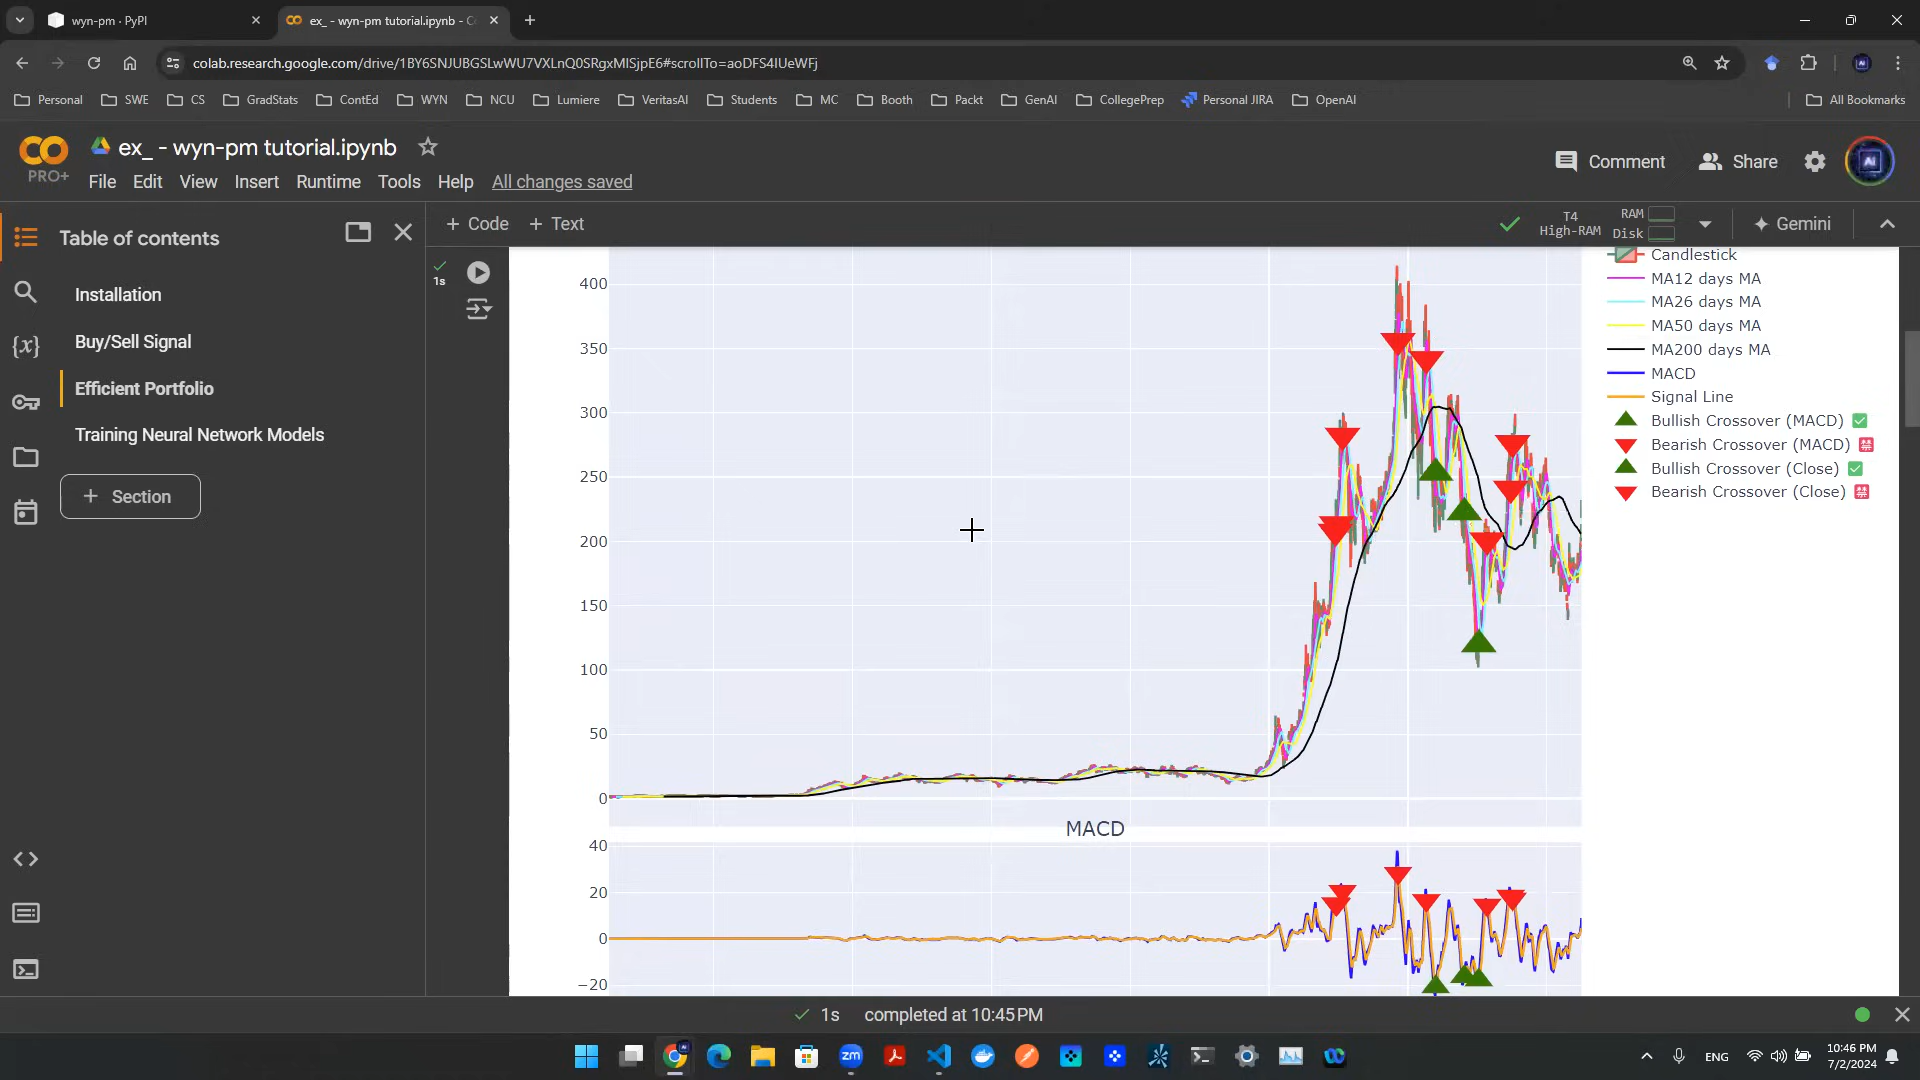 wyn-pm · PyPI
ex_ - wyn-pm tutorial.ipynb - C
colab.research.google.com/drive/1BY6SNJUBGSLwWU7VXLnQ0SRgxMISjpE6#scrollTo=aoDFS4IUeWFj
Personal SWE CS GradStats ContEd WYN NCU Lumiere VeritasAI Students MC Booth Packt GenAI CollegePrep Personal JIRA OpenAI All Bookmarks
PRO+
ex_ - wyn-pm tutorial.ipynb
Comment Share
File Edit View Insert Runtime Tools Help All changes saved
Table of contents
+ Code + Text
T4
High-RAM
RAM
Disk
Gemini
Installation
Buy/Sell Signal
Efficient Portfolio
Training Neural Network Models
+ Section
1s
400
350
300
250
200
150
100
50
0
Candlestick
MA12 days MA
MA26 days MA
MA50 days MA
MA200 days MA
MACD
Signal Line
Bullish Crossover (MACD) ✅
Bearish Crossover (MACD)
Bullish Crossover (Close) ✅
Bearish Crossover (Close)
MACD
40
20
0
−20
1s completed at 10:45 PM
zm
ENG
10:46 PM
7/2/2024